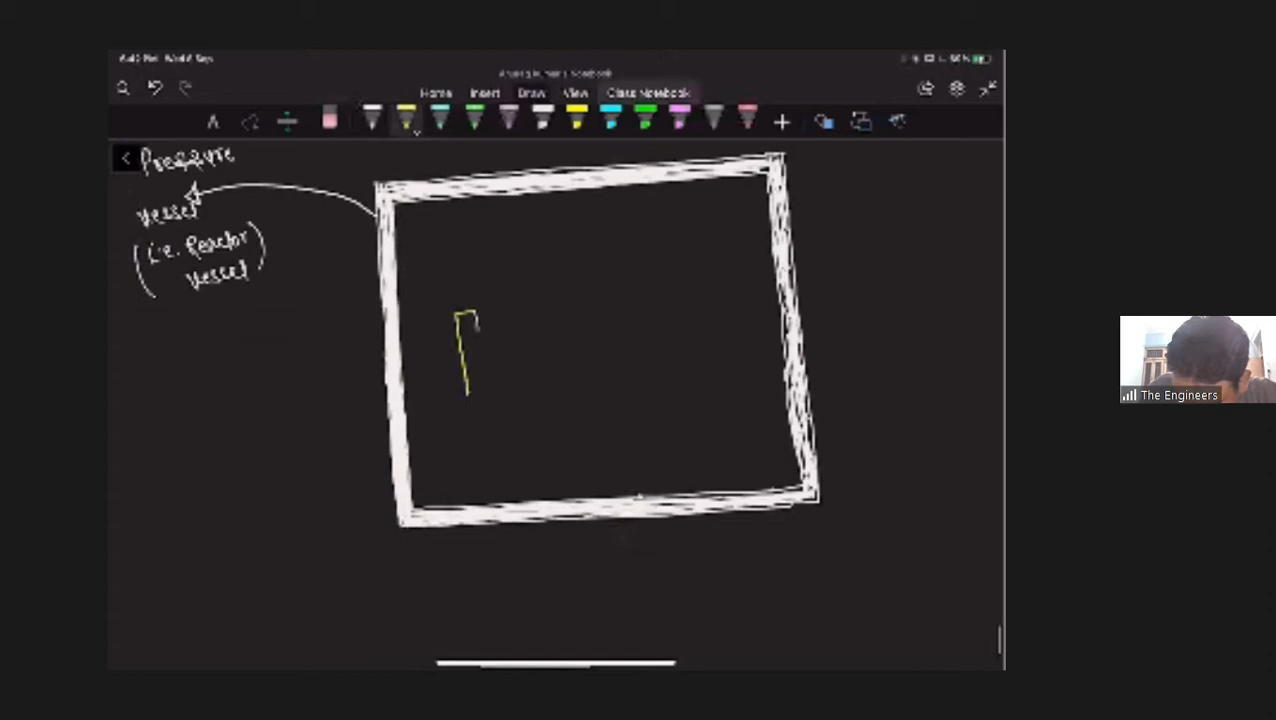 Home Insert Draw View Class Notebook
Pressure
vessel
(i.e. Reactor
vessel)
The Engineers